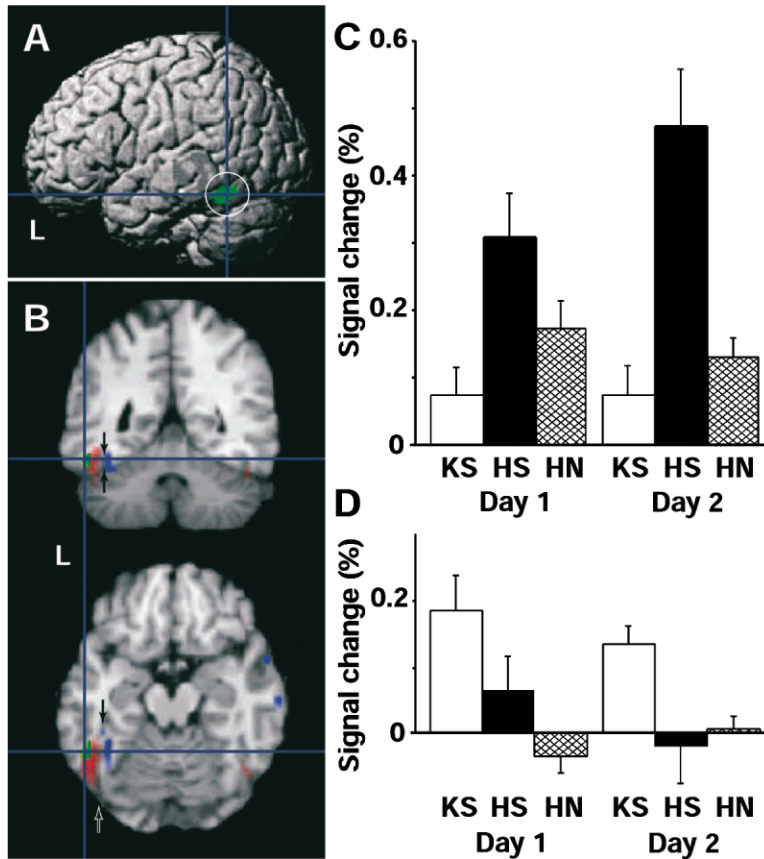 A
L
B
L
C
Signal change (%)
0.6
0.4
0.2
0
KS HS HN KS HS HN
Day 1 Day 2
D
Signal change (%)
0.2
0
KS HS HN KS HS HN
Day 1 Day 2